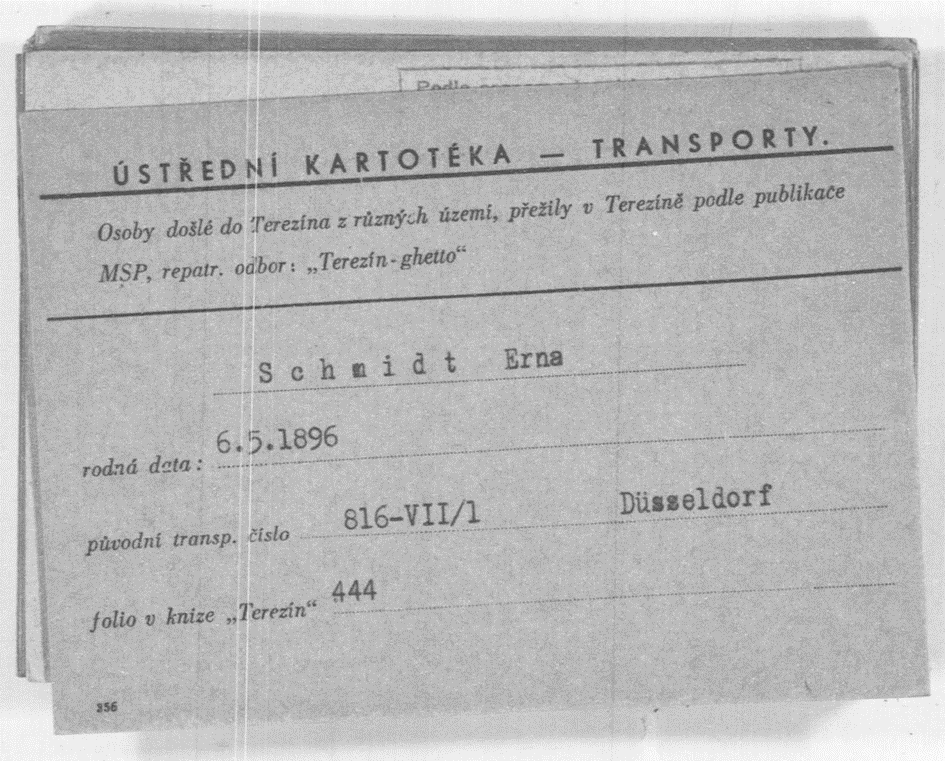 Podle
ÚSTŘEDNÍ KARTOTÉKA — TRANSPORTY.
Osoby došlé do Terezína z různých území, přežily v Terezíně podle publikace
MSP, repatr. odbor: „Terezín-ghetto“
Schmidt Erna
rodná data: 6.5.1896
původní transp. číslo 816-VII/1 Düsseldorf
folio v knize „Terezín“ 444
356